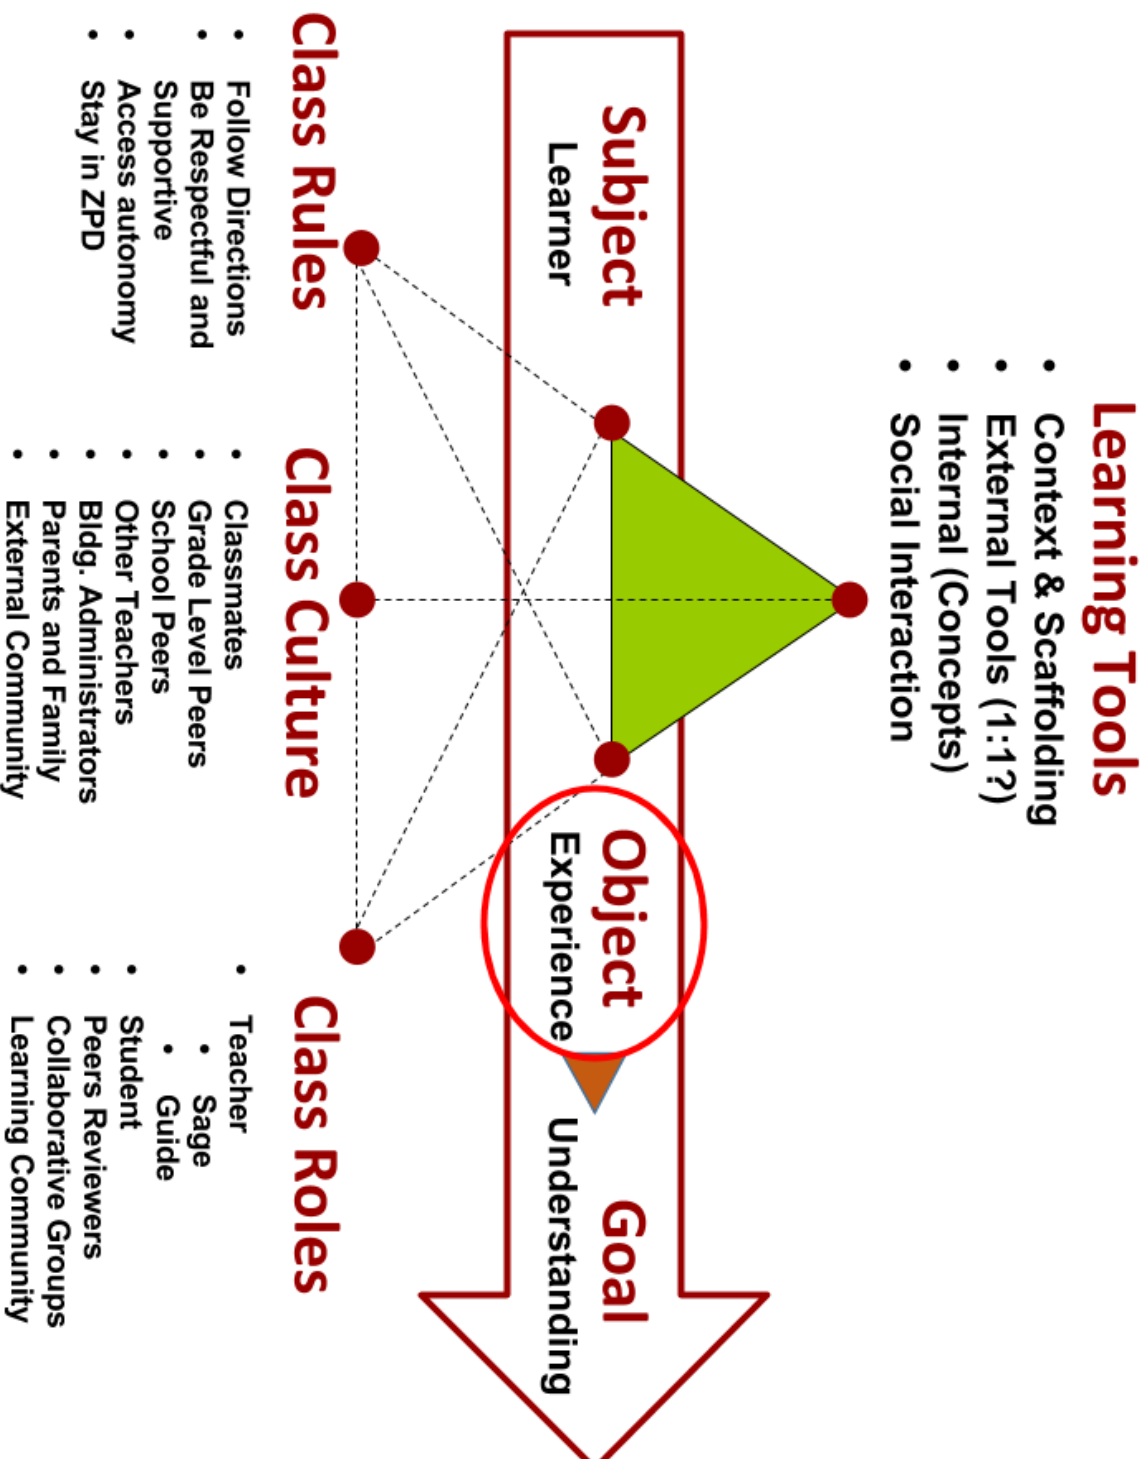 Learning Tools
• Context & Scaffolding
• External Tools (1:1?)
• Internal (Concepts)
• Social Interaction
Subject
Learner
Object
Experience
Goal
Understanding
Class Rules
• Follow Directions
• Be Respectful and
Supportive
• Access autonomy
• Stay in ZPD
Class Culture
• Classmates
• Grade Level Peers
• School Peers
• Other Teachers
• Bldg. Administrators
• Parents and Family
• External Community
Class Roles
• Teacher
• Sage
• Guide
• Student
• Peers Reviewers
• Collaborative Groups
• Learning Community